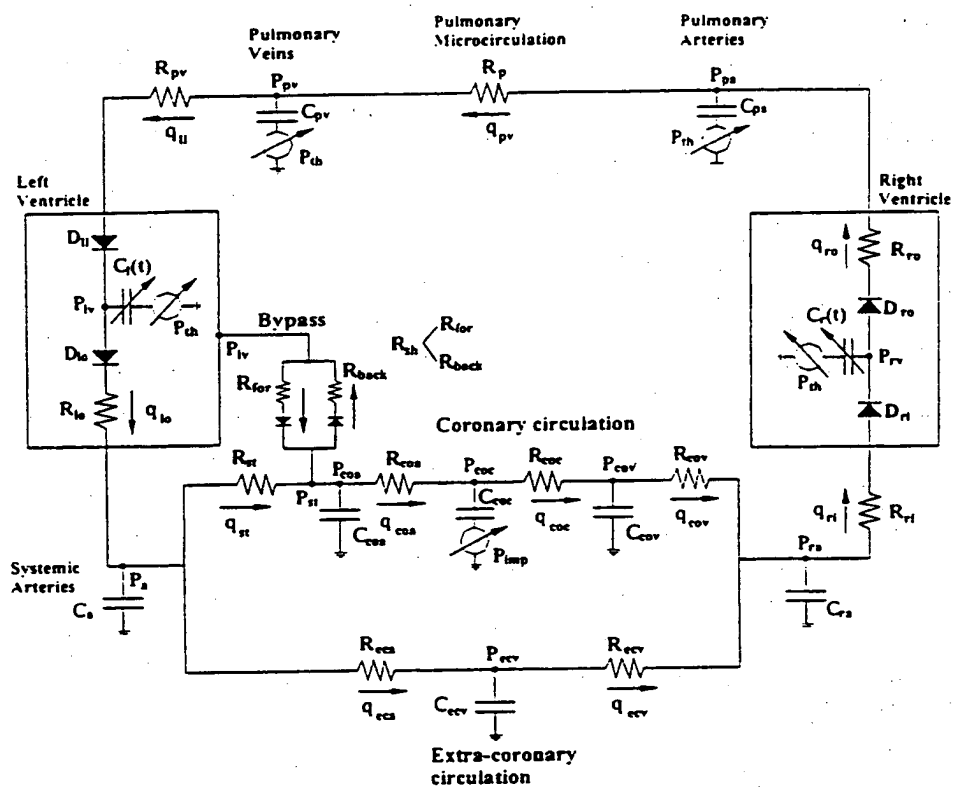 Pulmonary
Veins
Pulmonary
Microcirculation
Pulmonary
Arteries
R_pv
P_pv
R_p
P_pa
C_pv
C_pa
q_li
P_th
q_pv
P_th
Left
Ventricle
Right
Ventricle
D_li
C_l(t)
P_lv
P_th
D_lo
R_lo
q_lo
Bypass
P_lv
R_sh
R_for
R_back
R_for
R_back
q_ro
R_ro
D_ro
C_r(t)
P_rv
P_th
D_ri
Coronary circulation
R_st
P_coa
R_coa
P_coc
R_coc
P_cov
R_cov
P_st
q_st
C_coa
q_coa
C_coc
q_coc
C_cov
q_cov
P_imp
q_ri
R_ri
P_ra
C_ra
Systemic
Arteries
P_a
C_a
R_eca
P_ecv
R_ecv
q_eca
C_ecv
q_ecv
Extra-coronary
circulation